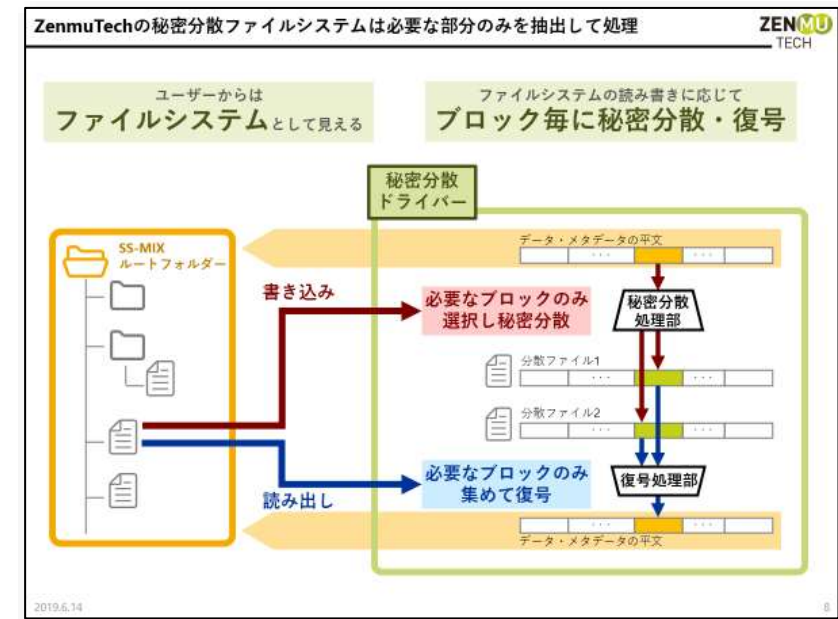 ZenmuTechの秘密分散ファイルシステムは必要な部分のみを抽出して処理
ZENMU
TECH
ユーザーからは
ファイルシステムとして見える
ファイルシステムの読み書きに応じて
ブロック毎に秘密分散・復号
秘密分散
ドライバー
SS-MIX
ルートフォルダー
データ・メタデータの平文
··· ···
書き込み
必要なブロックのみ
選択し秘密分散
秘密分散
処理部
分散ファイル1
··· ···
分散ファイル2
··· ···
必要なブロックのみ
集めて復号
復号処理部
読み出し
··· ···
データ・メタデータの平文
2019.6.14
8